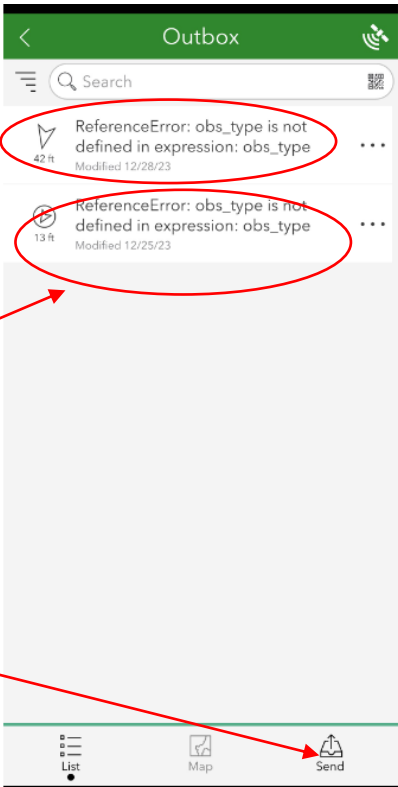 Outbox
Search
ReferenceError: obs_type is not
defined in expression: obs_type
42 ft
Modified 12/28/23
ReferenceError: obs_type is not
defined in expression: obs_type
13 ft
Modified 12/25/23
List
Map
Send